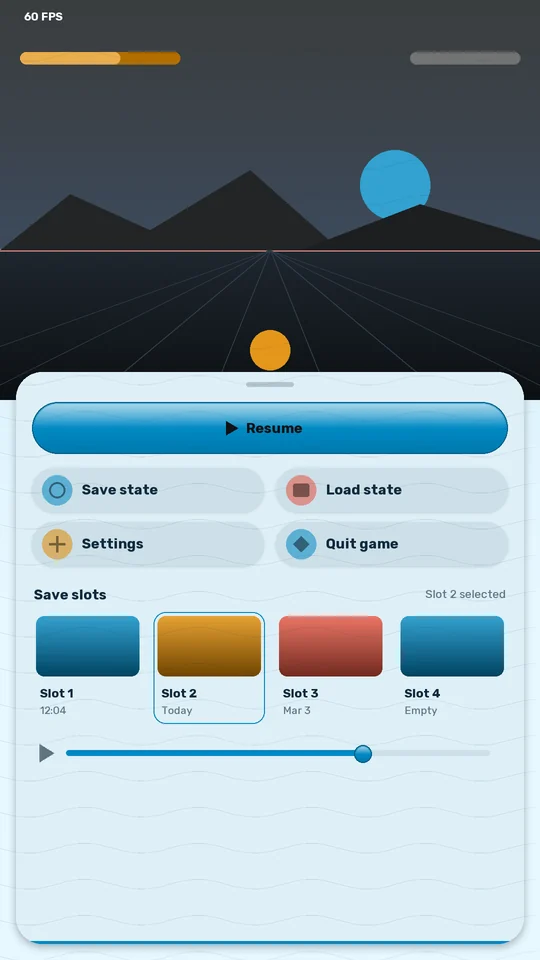 60 FPS
Resume
Save state
Load state
Settings
Quit game
Save slots
Slot 2 selected
Slot 1
12:04
Slot 2
Today
Slot 3
Mar 3
Slot 4
Empty